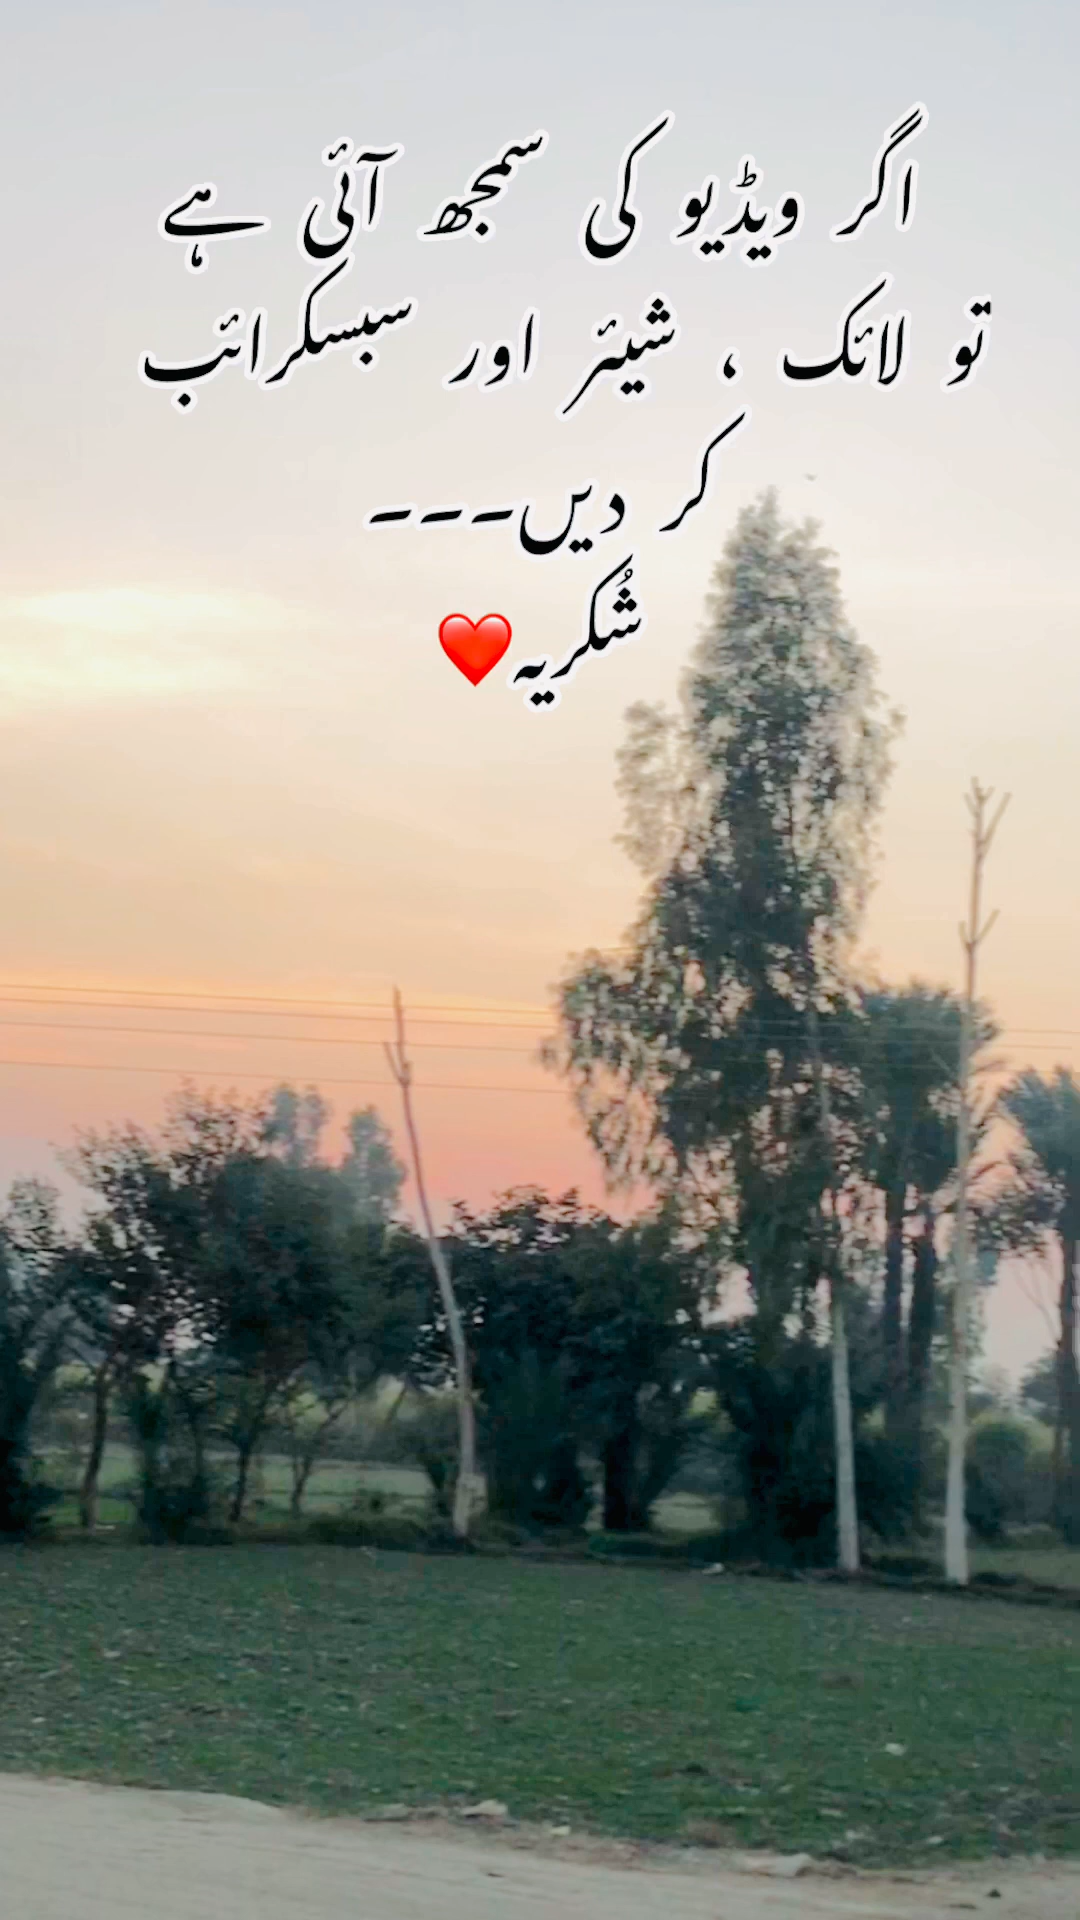 اگر ویڈیو کی سمجھ آئی ہے
تو لائک ، شیئر اور سبسکرائب
کر دیں۔۔۔
شُکریہ❤️